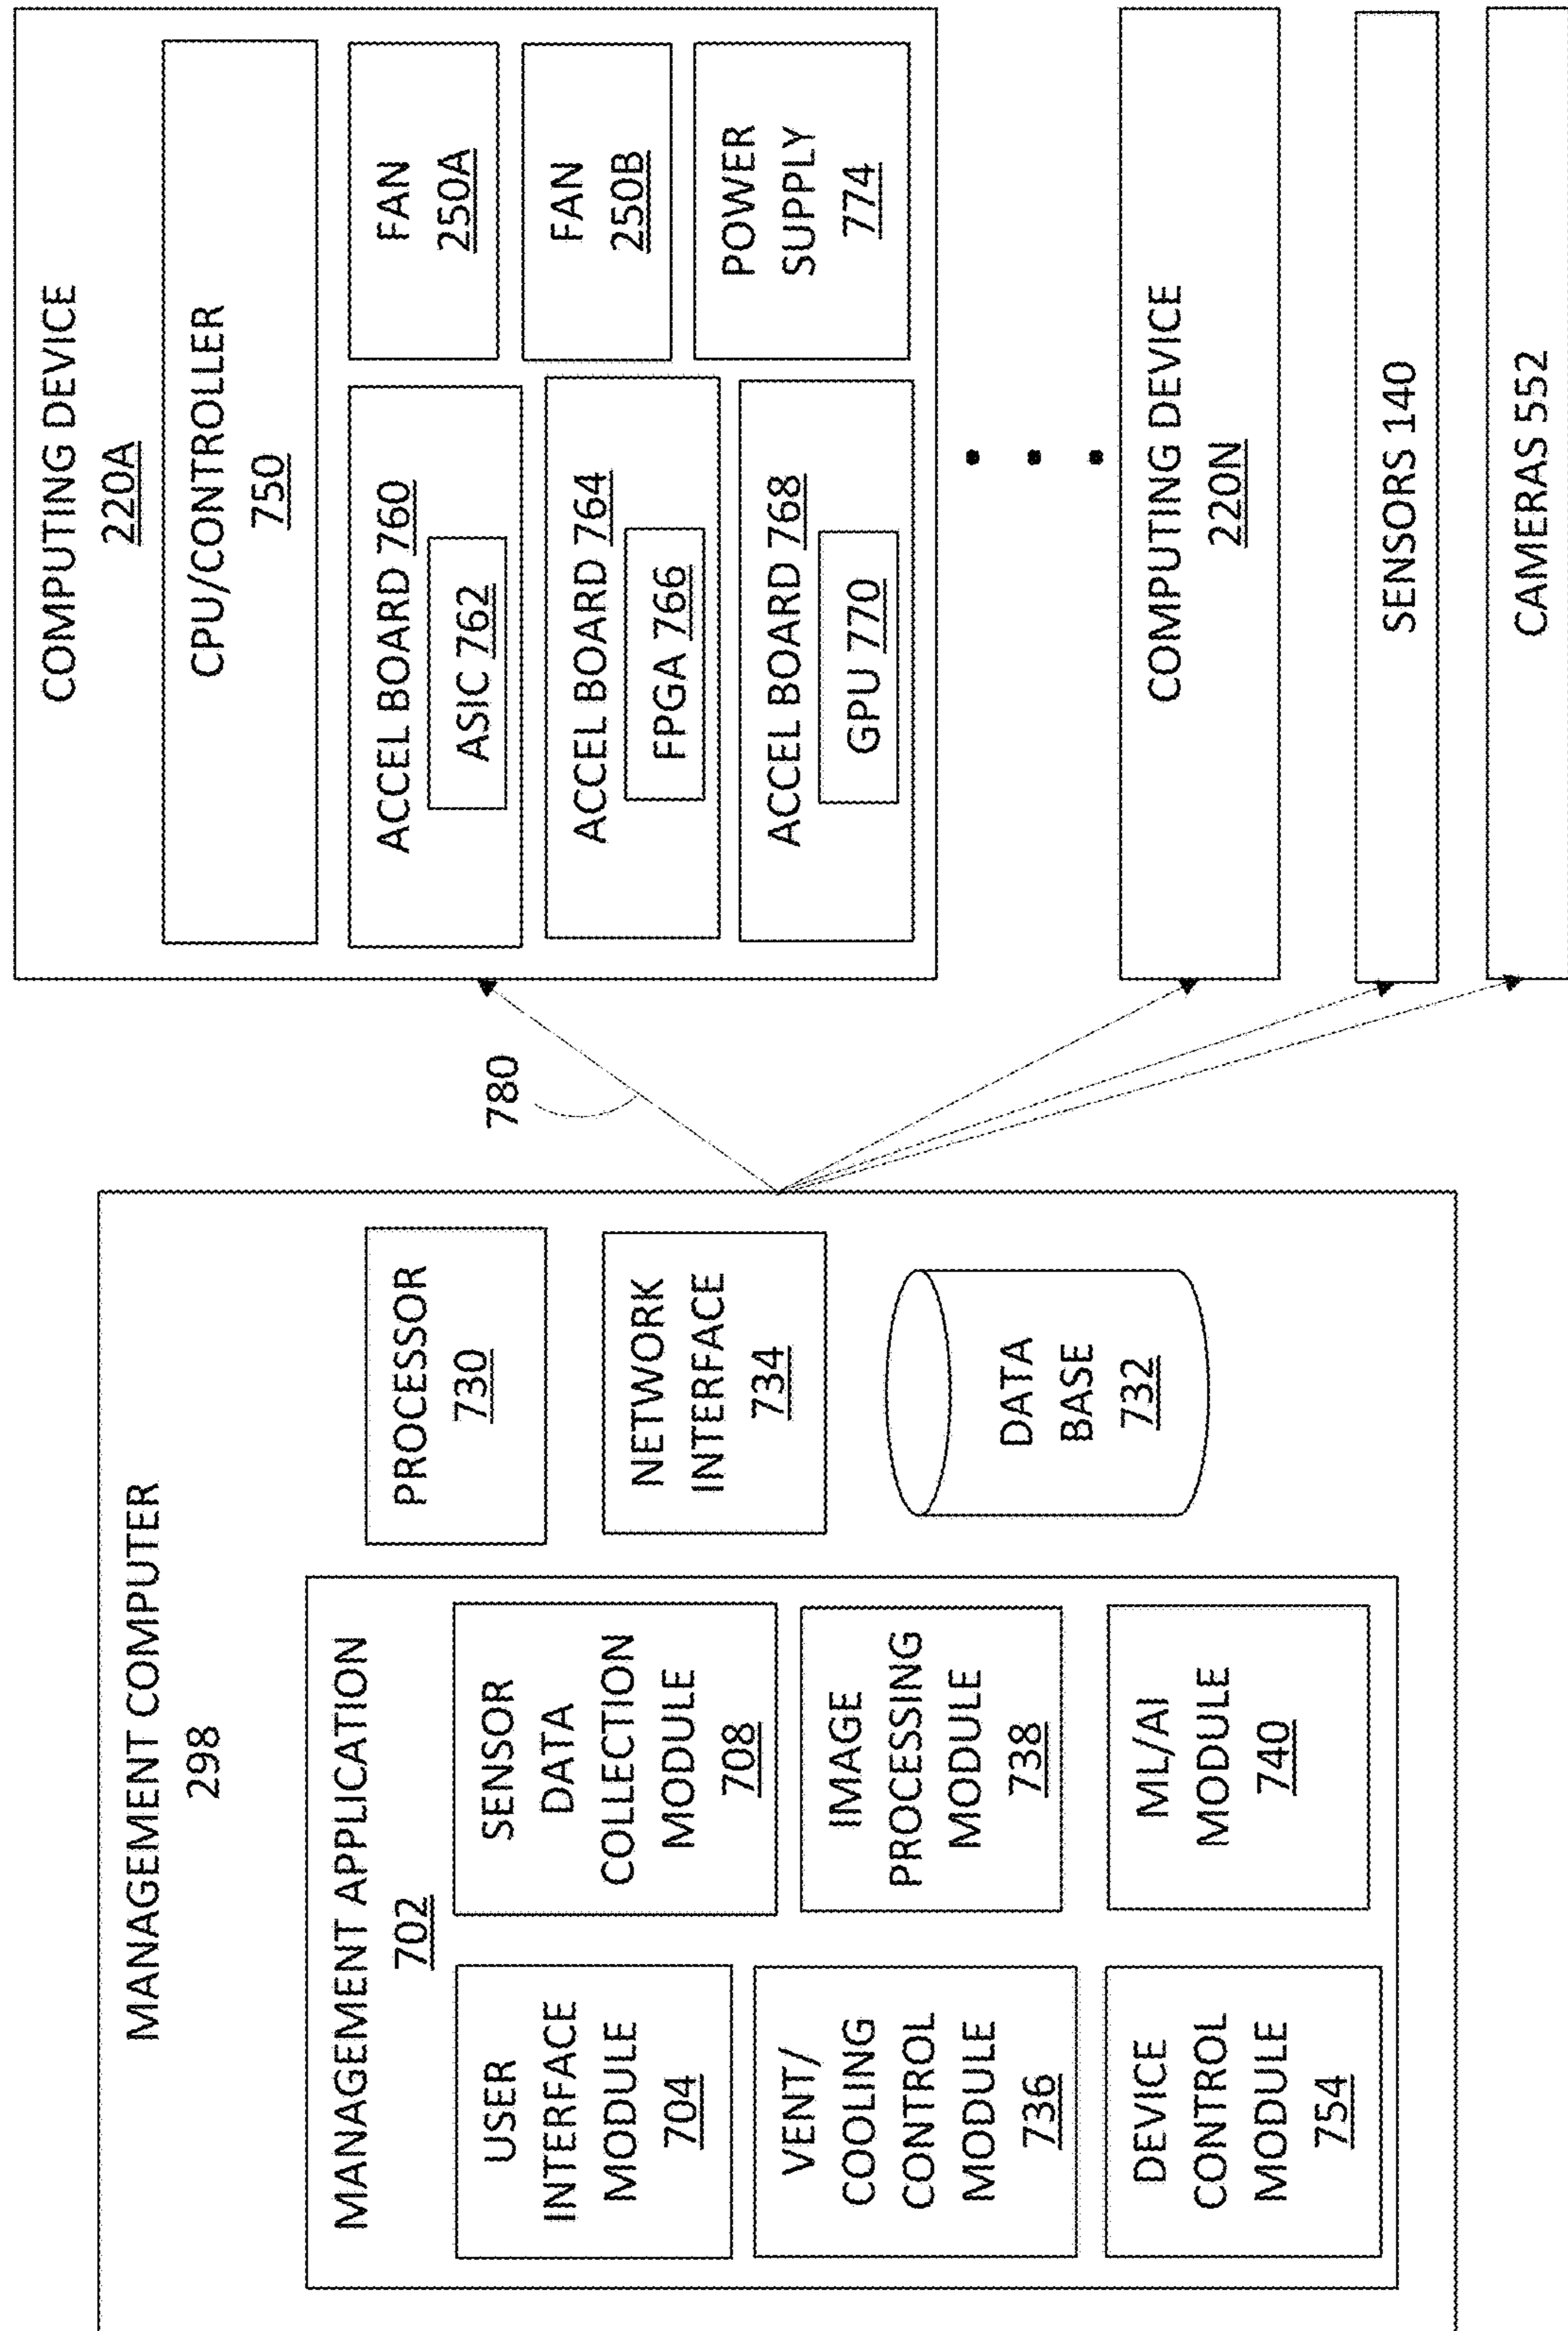 MANAGEMENT COMPUTER
298
MANAGEMENT APPLICATION
702
USER
INTERFACE
MODULE
704
SENSOR
DATA
COLLECTION
MODULE
708
VENT/
COOLING
CONTROL
MODULE
736
IMAGE
PROCESSING
MODULE
738
DEVICE
CONTROL
MODULE
754
ML/AI
MODULE
740
PROCESSOR
730
NETWORK
INTERFACE
734
DATA
BASE
732
780
COMPUTING DEVICE
220A
CPU/CONTROLLER
750
ACCEL BOARD 760
ASIC 762
ACCEL BOARD 764
FPGA 766
ACCEL BOARD 768
GPU 770
FAN
250A
FAN
250B
POWER
SUPPLY
774
COMPUTING DEVICE
220N
SENSORS 140
CAMERAS 552